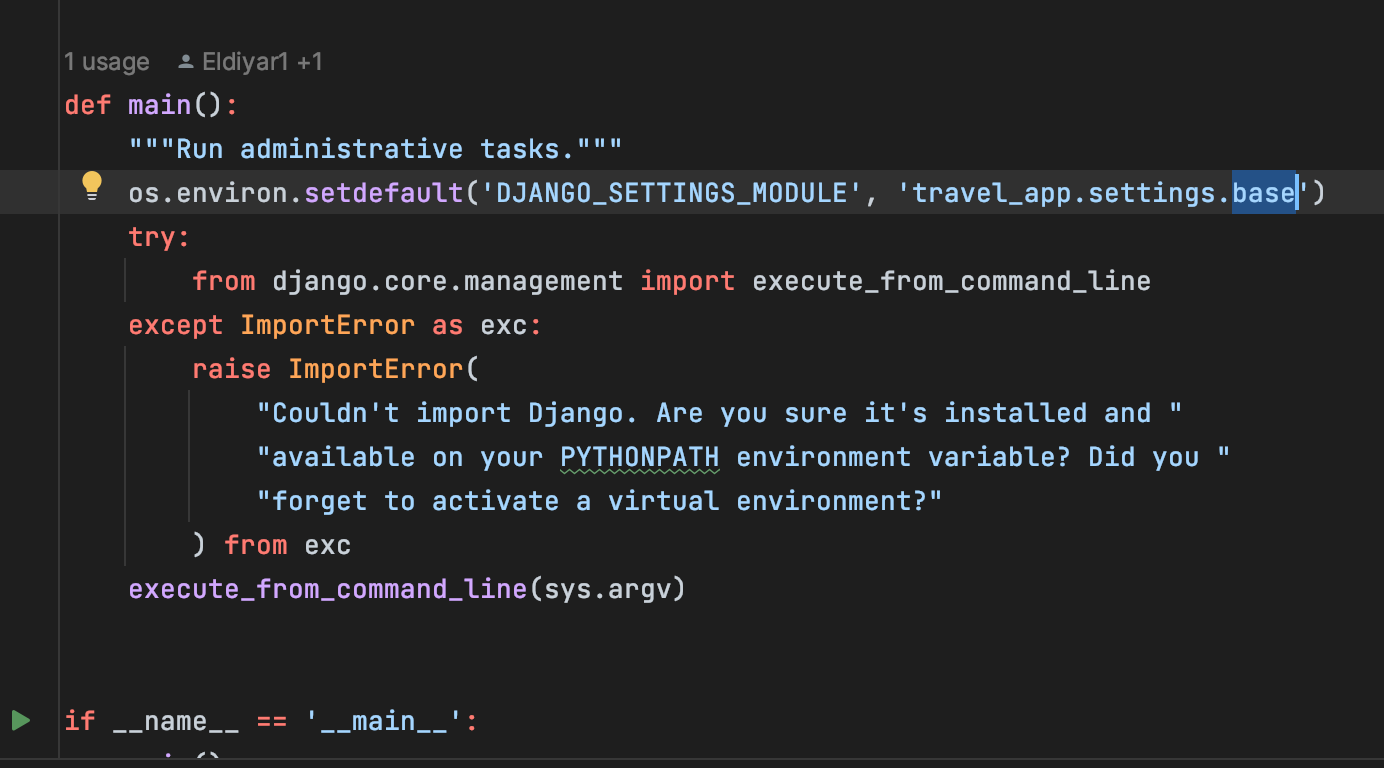 1 usage Eldiyar1 +1
def main():
"""Run administrative tasks."""
os.environ.setdefault('DJANGO_SETTINGS_MODULE', 'travel_app.settings.base')
try:
from django.core.management import execute_from_command_line
except ImportError as exc:
raise ImportError(
"Couldn't import Django. Are you sure it's installed and "
"available on your PYTHONPATH environment variable? Did you "
"forget to activate a virtual environment?"
) from exc
execute_from_command_line(sys.argv)
if __name__ == '__main__':